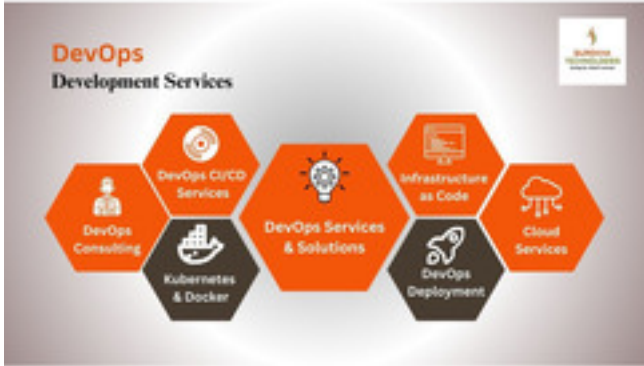 DevOps
Development Services
TECHNOLOGIES
DevOps CI/CD
Services
Infrastructure
as Code
DevOps
Consulting
DevOps Services
& Solutions
Cloud
Services
Kubernetes
& Docker
DevOps
Deployment